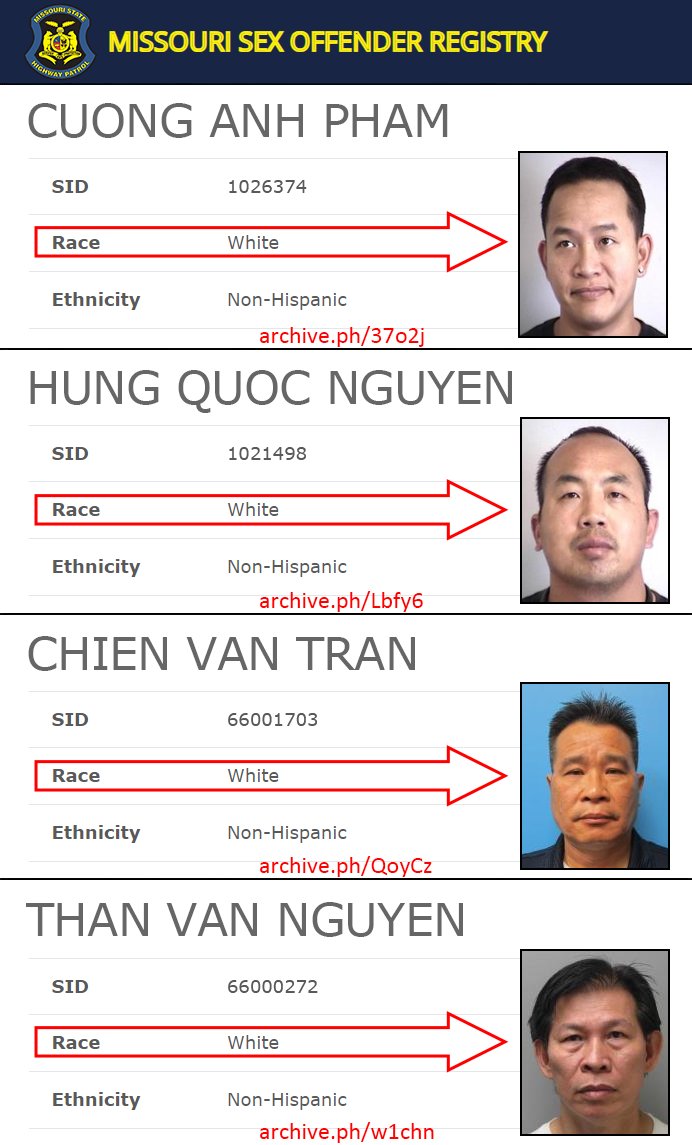 MISSOURI STATE
HIGHWAY PATROL
MISSOURI SEX OFFENDER REGISTRY
CUONG ANH PHAM
SID 1026374
Race White
Ethnicity Non-Hispanic
archive.ph/37o2j
HUNG QUOC NGUYEN
SID 1021498
Race White
Ethnicity Non-Hispanic
archive.ph/Lbfy6
CHIEN VAN TRAN
SID 66001703
Race White
Ethnicity Non-Hispanic
archive.ph/QoyCz
THAN VAN NGUYEN
SID 66000272
Race White
Ethnicity Non-Hispanic
archive.ph/w1chn